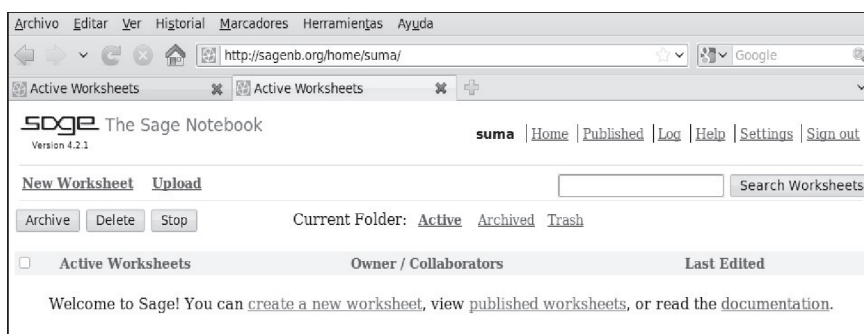 Archivo Editar Ver Historial Marcadores Herramientas Ayuda
http://sagenb.org/home/suma/ Google
Active Worksheets Active Worksheets
sage The Sage Notebook
Version 4.2.1
suma | Home | Published | Log | Help | Settings | Sign out
New Worksheet Upload Search Worksheets
Archive Delete Stop Current Folder: Active Archived Trash
Active Worksheets Owner / Collaborators Last Edited
Welcome to Sage! You can create a new worksheet, view published worksheets, or read the documentation.